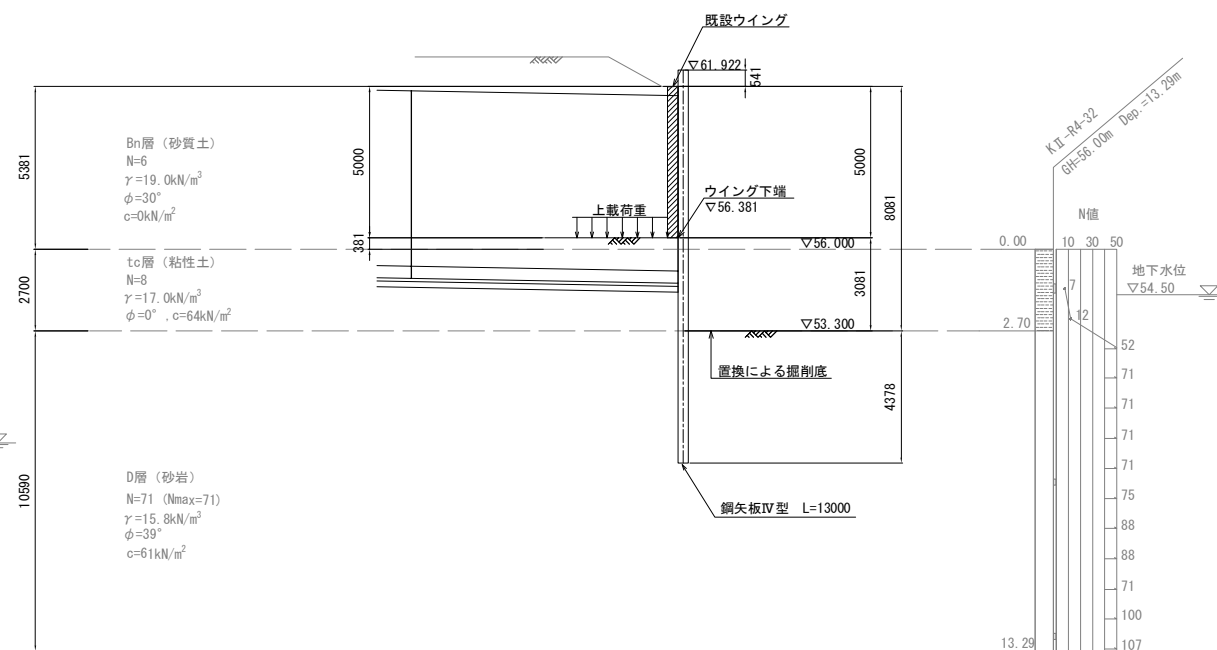 既設ウイング
▽61.922
541
5381
Bn層（砂質土）
N=6
γ=19.0kN/m³
φ=30°
c=0kN/m²
5000
上載荷重
ウイング下端
▽56.381
5000
8081
KⅡ-R4-32
GH=56.00m Dep.=13.29m
N値
0.00
10 30 50
381
▽56.000
2700
tc層（粘性土）
N=8
γ=17.0kN/m³
φ=0°，c=64kN/m²
3081
地下水位
▽54.50
7
12
2.70
▽53.300
52
置換による掘削底
4378
71
71
71
71
75
88
88
71
100
107
13.29
10590
D層（砂岩）
N=71 (Nmax=71)
γ=15.8kN/m³
φ=39°
c=61kN/m²
鋼矢板Ⅳ型 L=13000